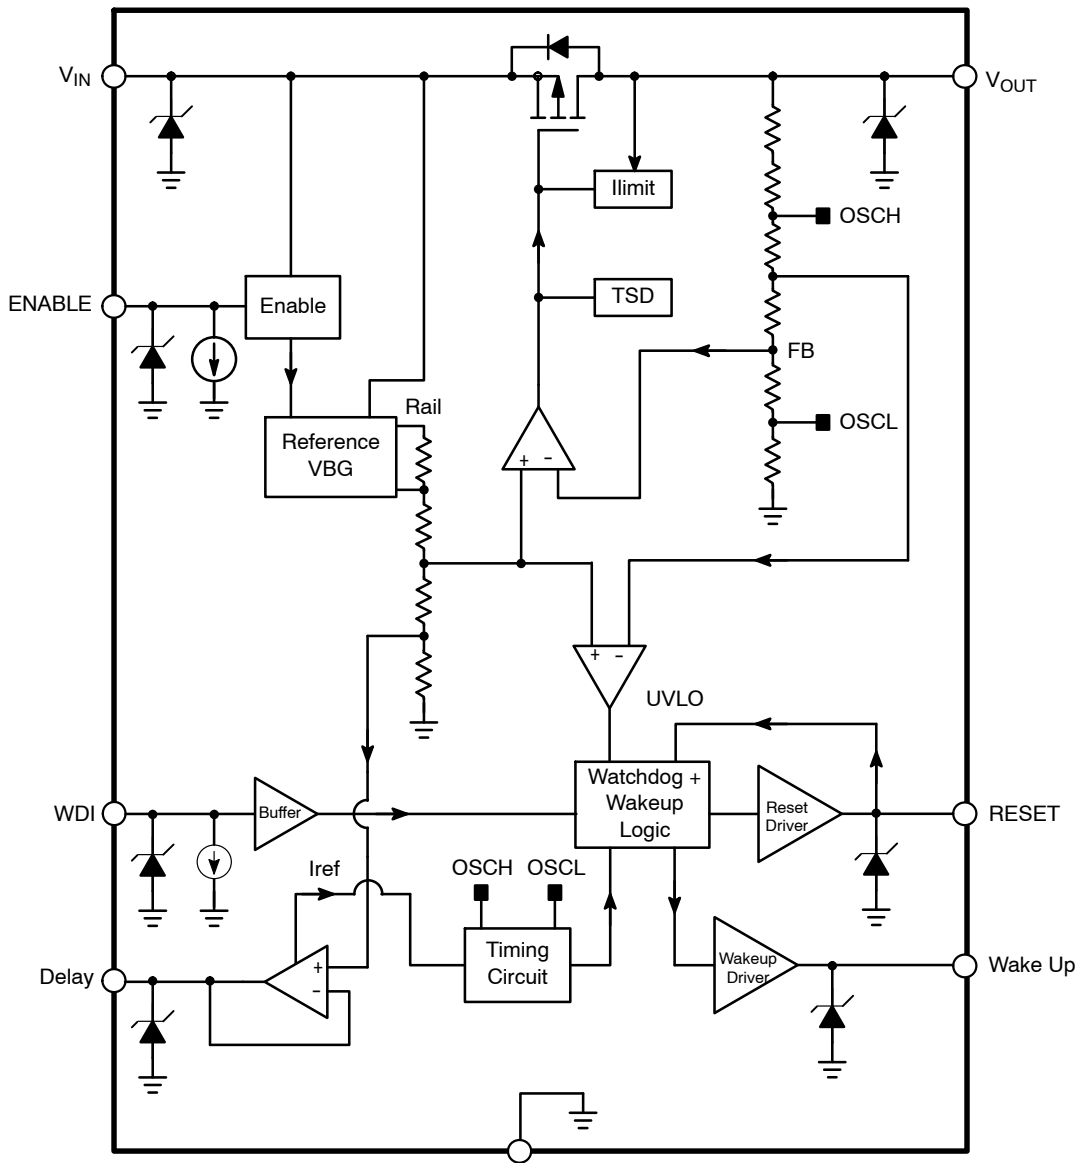 VIN
VOUT
Ilimit
OSCH
ENABLE
Enable
TSD
FB
Rail
Reference
VBG
+ −
OSCL
+ −
UVLO
WDI
Buffer
Watchdog +
Wakeup
Logic
Reset
Driver
RESET
Iref
OSCH
OSCL
Delay
+
−
Timing
Circuit
Wakeup
Driver
Wake Up